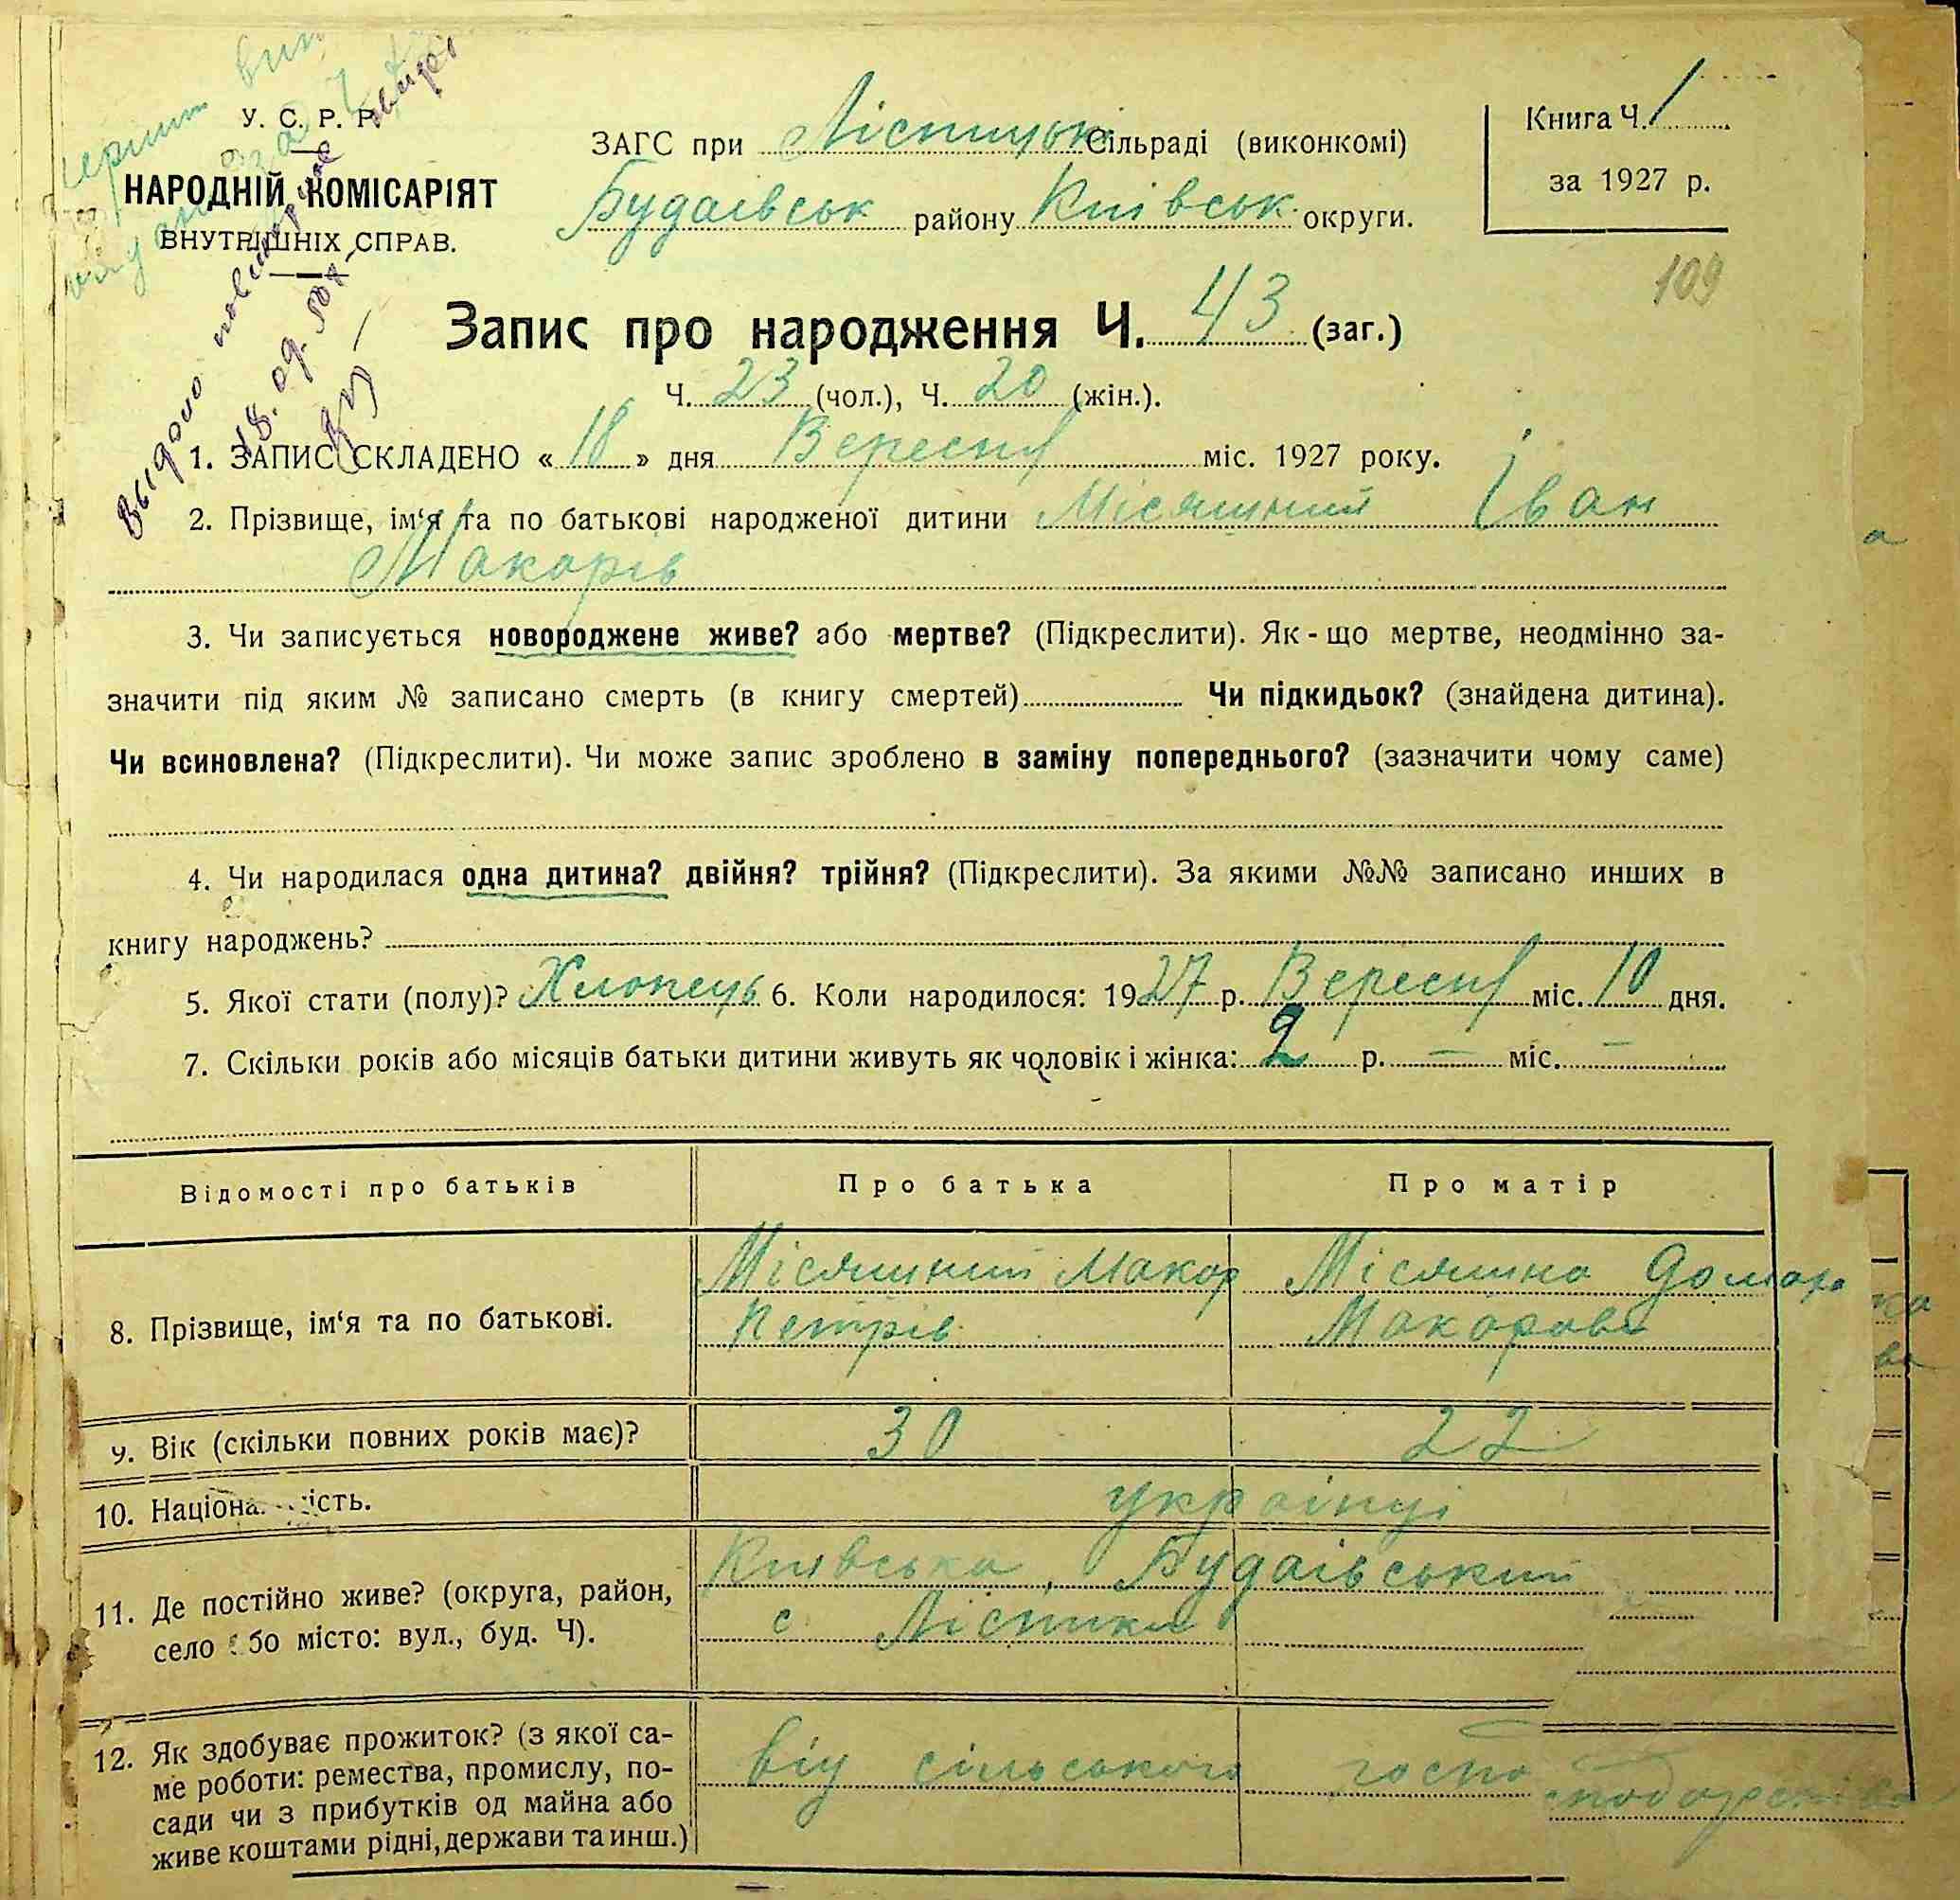 У. С. Р. Р.
НАРОДНІЙ КОМІСАРІЯТ
ВНУТРІШНІХ СПРАВ.
ЗАГС при Лісницьк Сільраді (виконкомі)
Будаївськ району Київськ округи.
Книга Ч. 1
за 1927 р.
109
Запис про народження Ч. 43 (заг.)
Ч. 23 (чол.), Ч. 20 (жін.).
1. ЗАПИС СКЛАДЕНО « 18 » дня Вересня міс. 1927 року.
2. Прізвище, ім‘я та по батькові народженої дитини Місяшний Іван
Макарів
3. Чи записується новороджене живе? або мертве? (Підкреслити). Як-що мертве, неодмінно за-
значити під яким № записано смерть (в книгу смертей) Чи підкидьок? (знайдена дитина).
Чи всиновлена? (Підкреслити). Чи може запис зроблено в заміну попереднього? (зазначити чому саме)
4. Чи народилася одна дитина? двійня? трійня? (Підкреслити). За якими №№ записано инших в
книгу народжень?
5. Якої стати (полу)? Хлопець 6. Коли народилося: 1927 р. Вересня міс. 10 дня.
7. Скільки років або місяців батьки дитини живуть як чоловік і жінка: 2 р. — міс. —
Відомості про батьків
Про батька
Про матір
8. Прізвище, ім‘я та по батькові.
Місяшний Макар
Петрів
Місяшна Домара
Макарова
9. Вік (скільки повних років має)?
30
22
10. Націона ість.
українці
11. Де постійно живе? (округа, район,
село або місто: вул., буд. Ч).
Київська, Будаївський
с Лісники
12. Як здобуває прожиток? (з якої са-
ме роботи: ремества, промислу, по-
сади чи з прибутків од майна або
живе коштами рідні, держави та инш.)
від сільського госпо